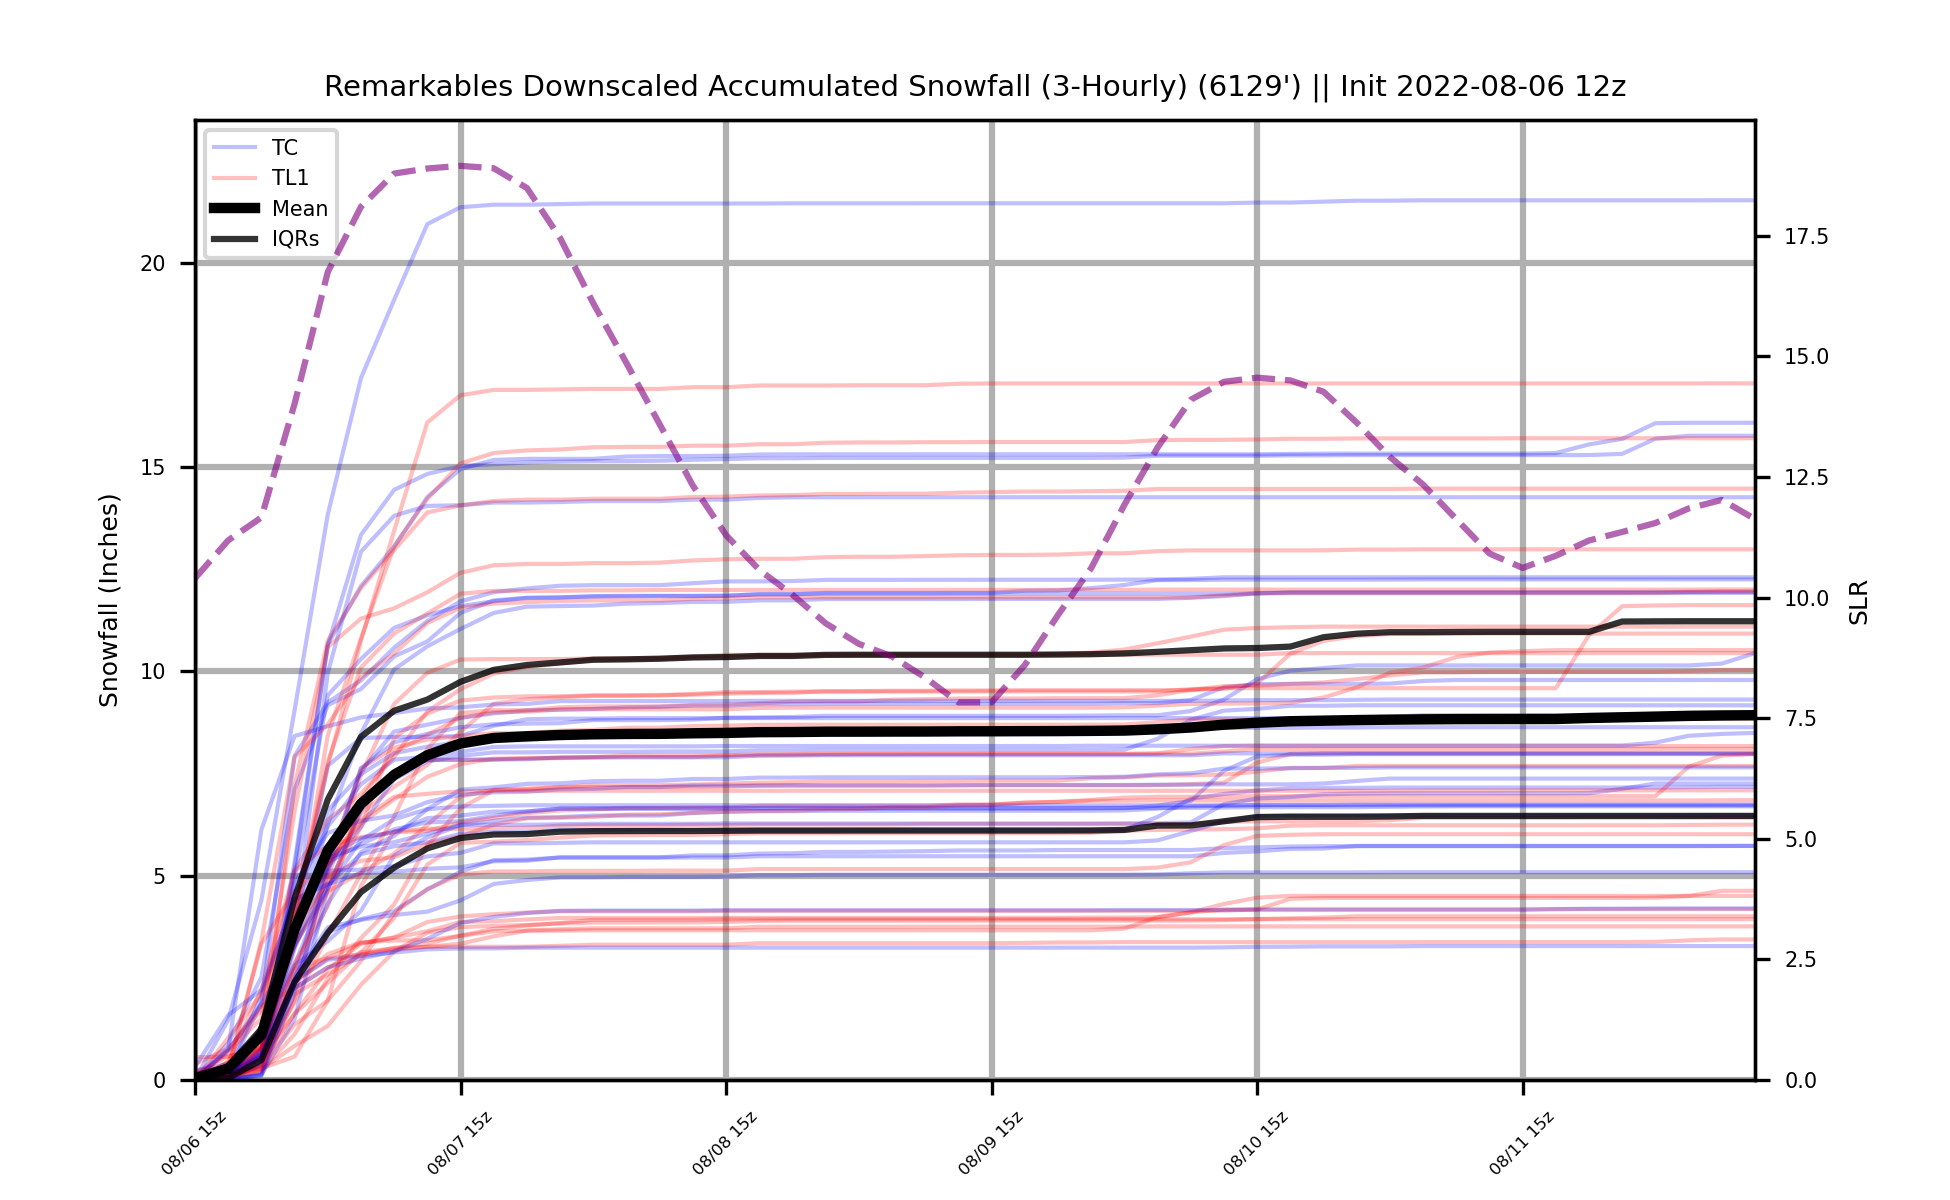 Remarkables Downscaled Accumulated Snowfall (3-Hourly) (6129') || Init 2022-08-06 12z
TC
TL1
Mean
IQRs
Snowfall (Inches)
20
15
10
5
0
17.5
15.0
12.5
10.0
7.5
5.0
2.5
0.0
SLR
08/06 15z
08/07 15z
08/08 15z
08/09 15z
08/10 15z
08/11 15z